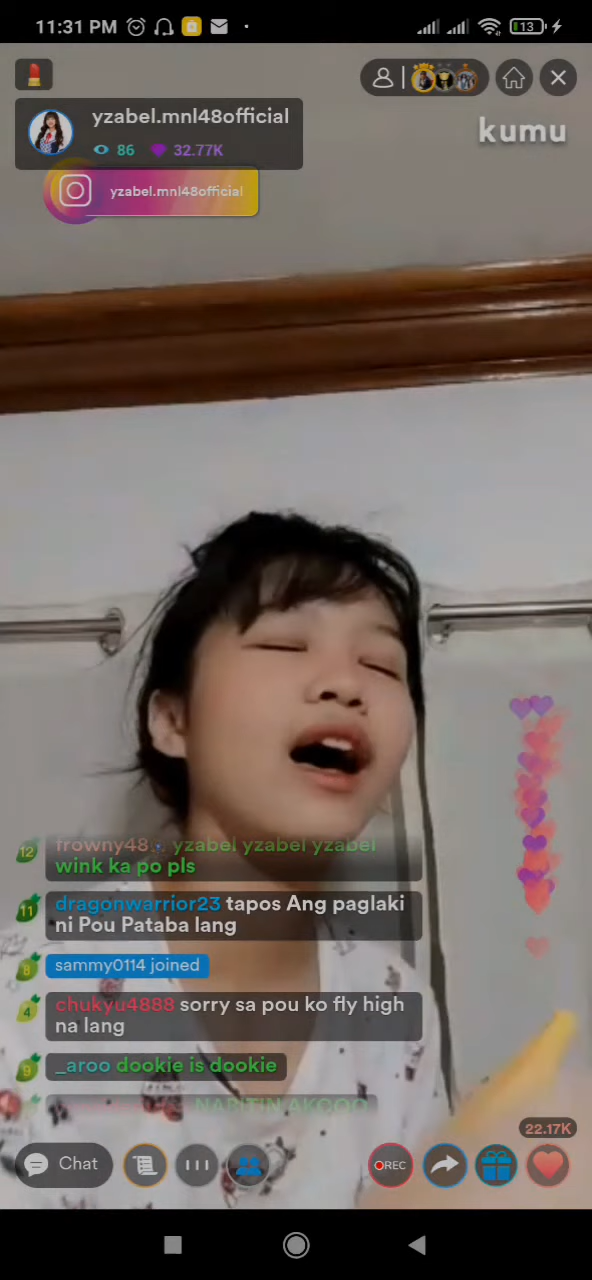 11:31 PM
13
yzabel.mnl48official
86 32.77K
kumu
yzabel.mnl48official
12
frowny48 yzabel yzabel yzabel
wink ka po pls
11
dragonwarrior23 tapos Ang paglaki
ni Pou Pataba lang
8
sammy0114 joined
4
chukyu4888 sorry sa pou ko fly high
na lang
9
_aroo dookie is dookie
22.17K
Chat
REC